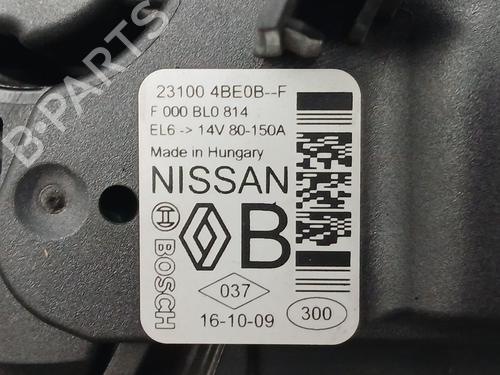 23100 4BE0B--F
F 000 BL0 814
EL6 -> 14V 80-150A
Made in Hungary
NISSAN
BOSCH
B
037
16-10-09
300
B-PARTS